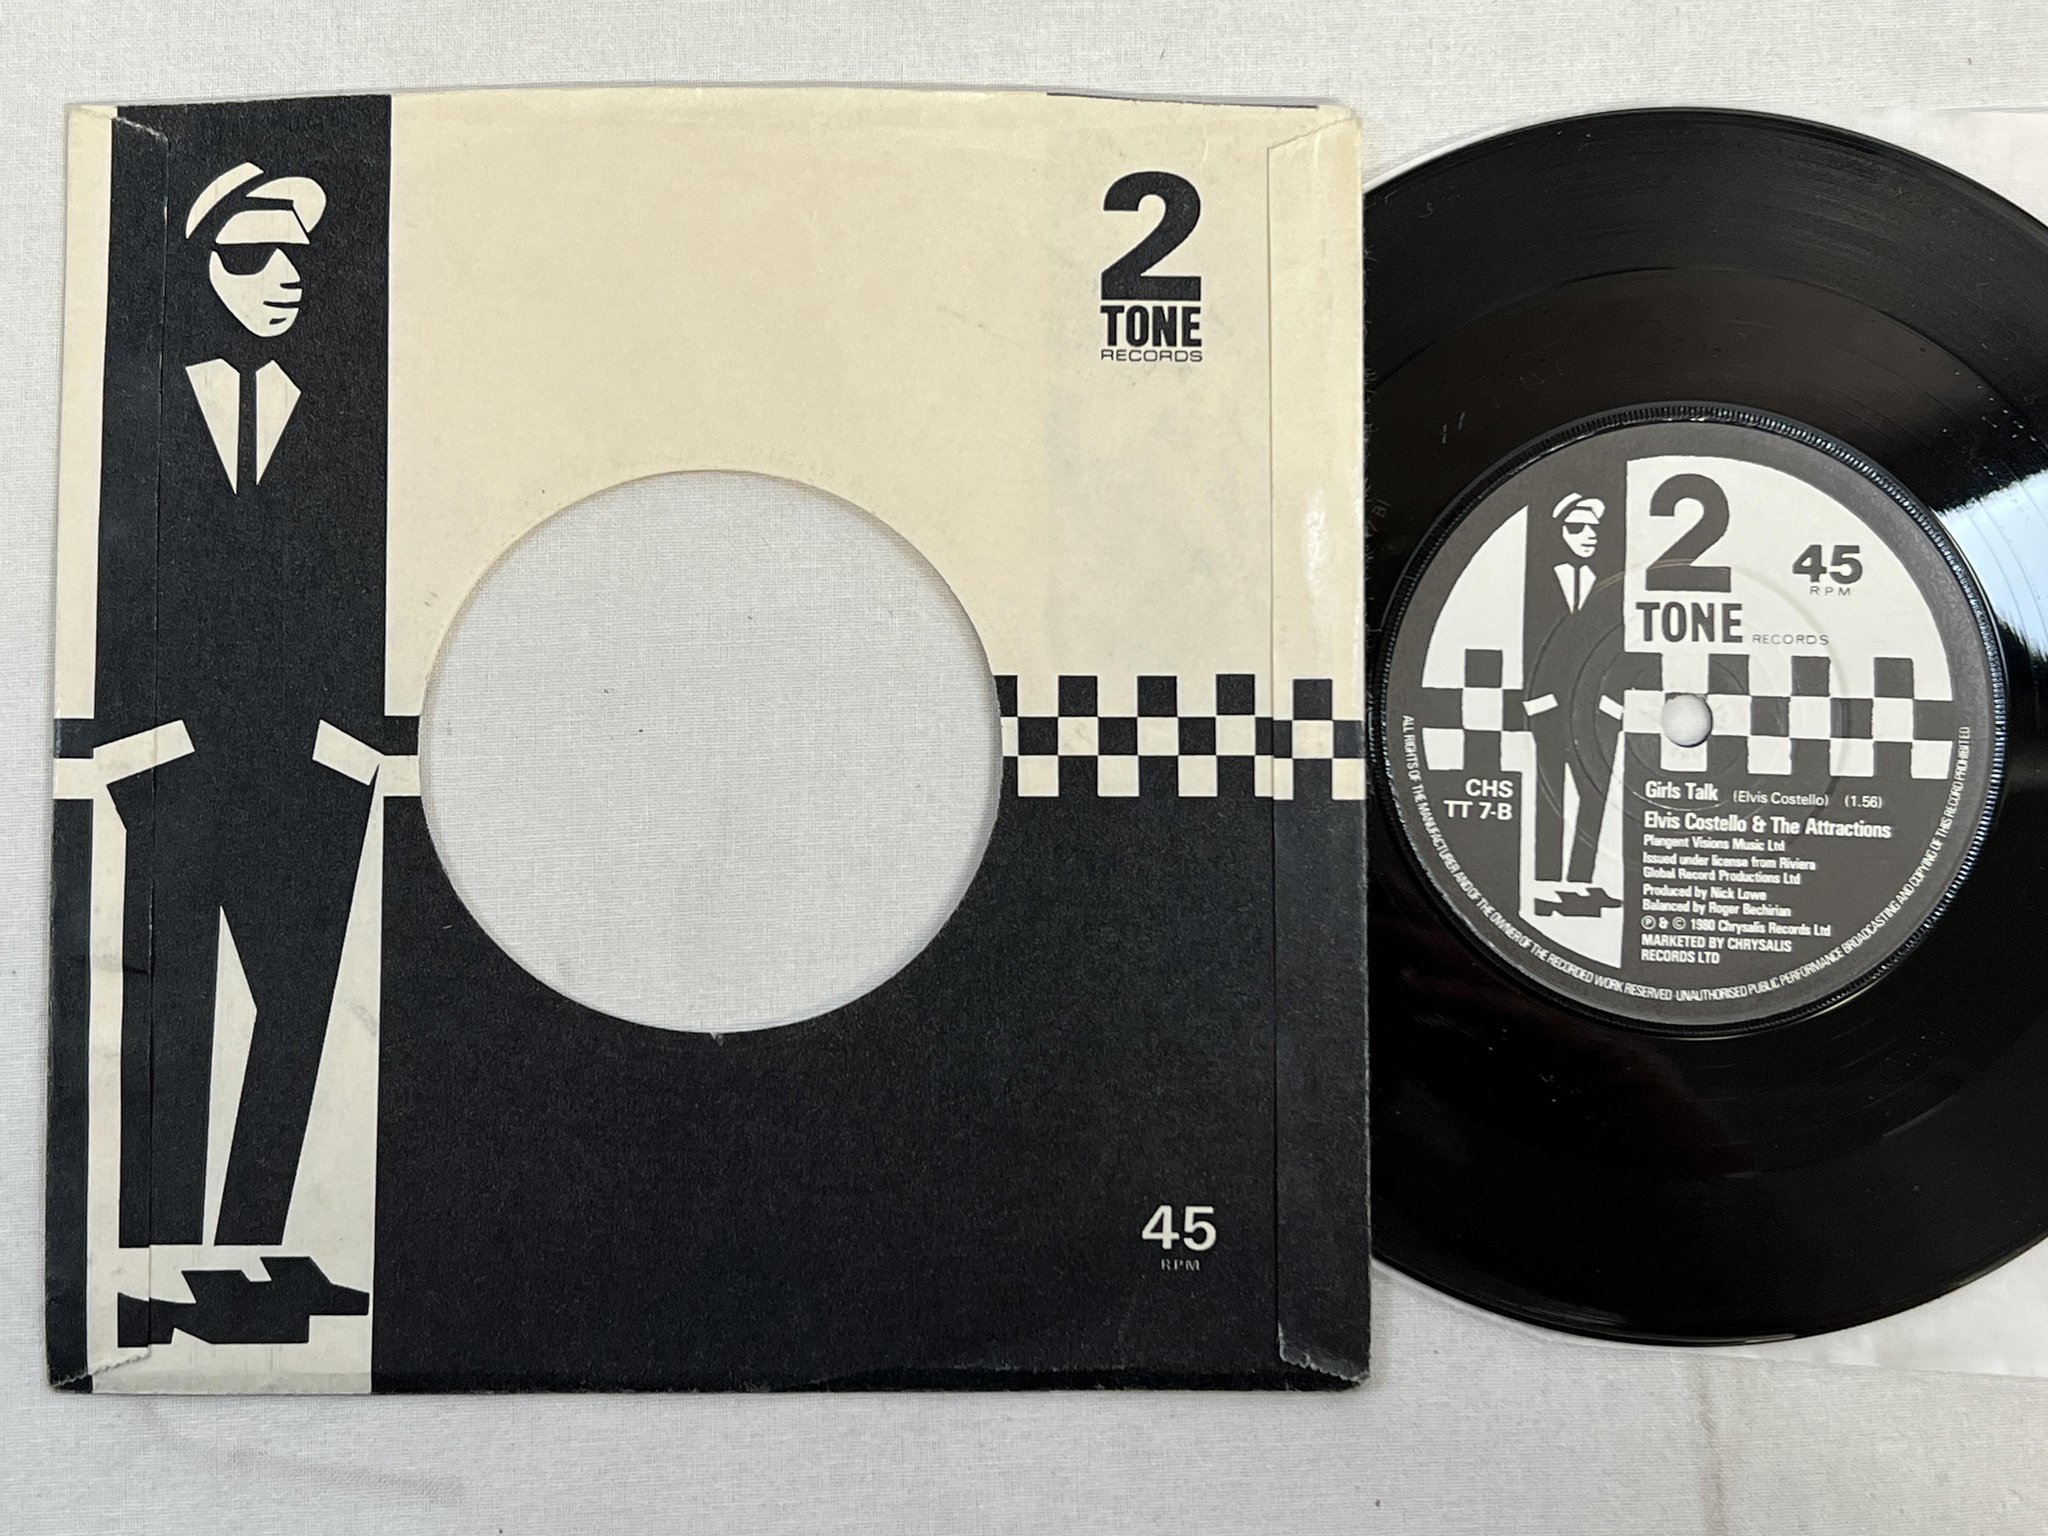 2
TONE
RECORDS
45
RPM
2
TONE RECORDS
45
RPM
CHS
TT 7-B
Girls Talk (Elvis Costello) (1.56)
Elvis Costello & The Attractions
Plangent Visions Music Ltd
Issued under license from Riviera
Global Record Productions Ltd
Produced by Nick Lowe
Balanced by Roger Bechirian
℗ & © 1980 Chrysalis Records Ltd
MARKETED BY CHRYSALIS
RECORDS LTD
ALL RIGHTS OF THE MANUFACTURER AND OF THE OWNER OF THE RECORDED WORK RESERVED · UNAUTHORISED PUBLIC PERFORMANCE BROADCASTING AND COPYING OF THIS RECORD PROHIBITED